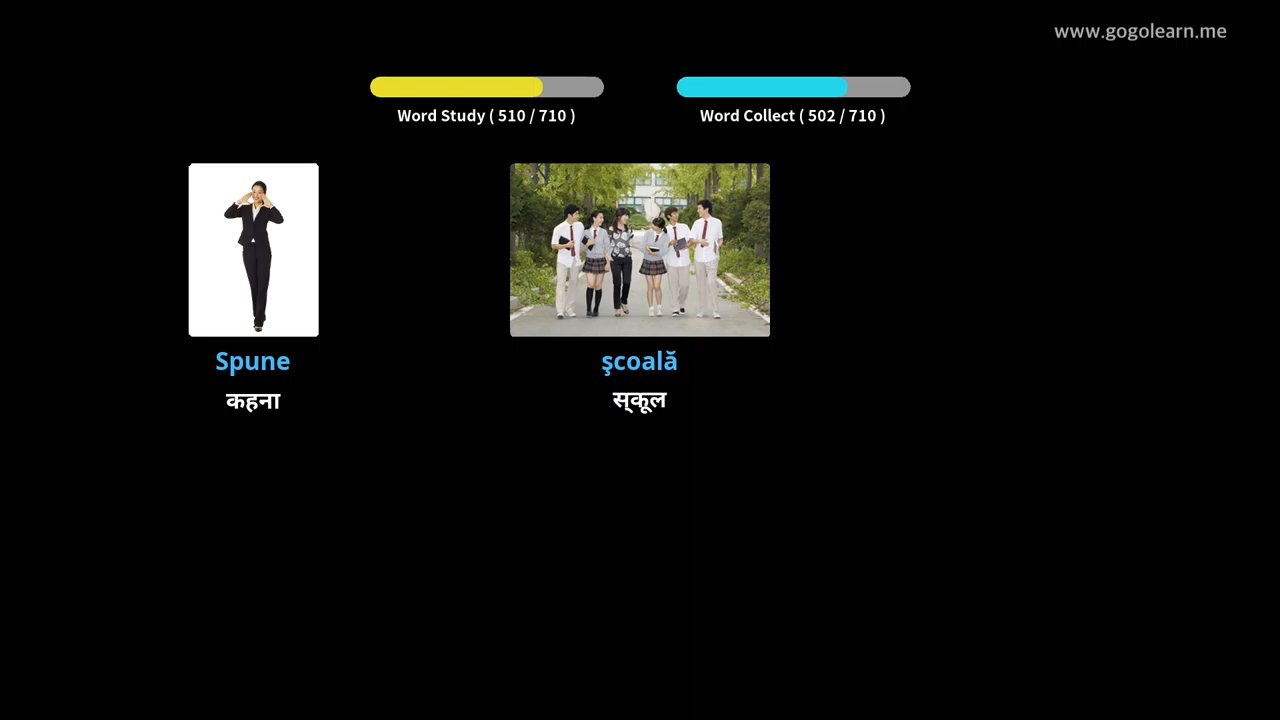 www.gogolearn.me
Word Study ( 510 / 710 )
Word Collect ( 502 / 710 )
Spune
şcoală
कहना
स्कूल